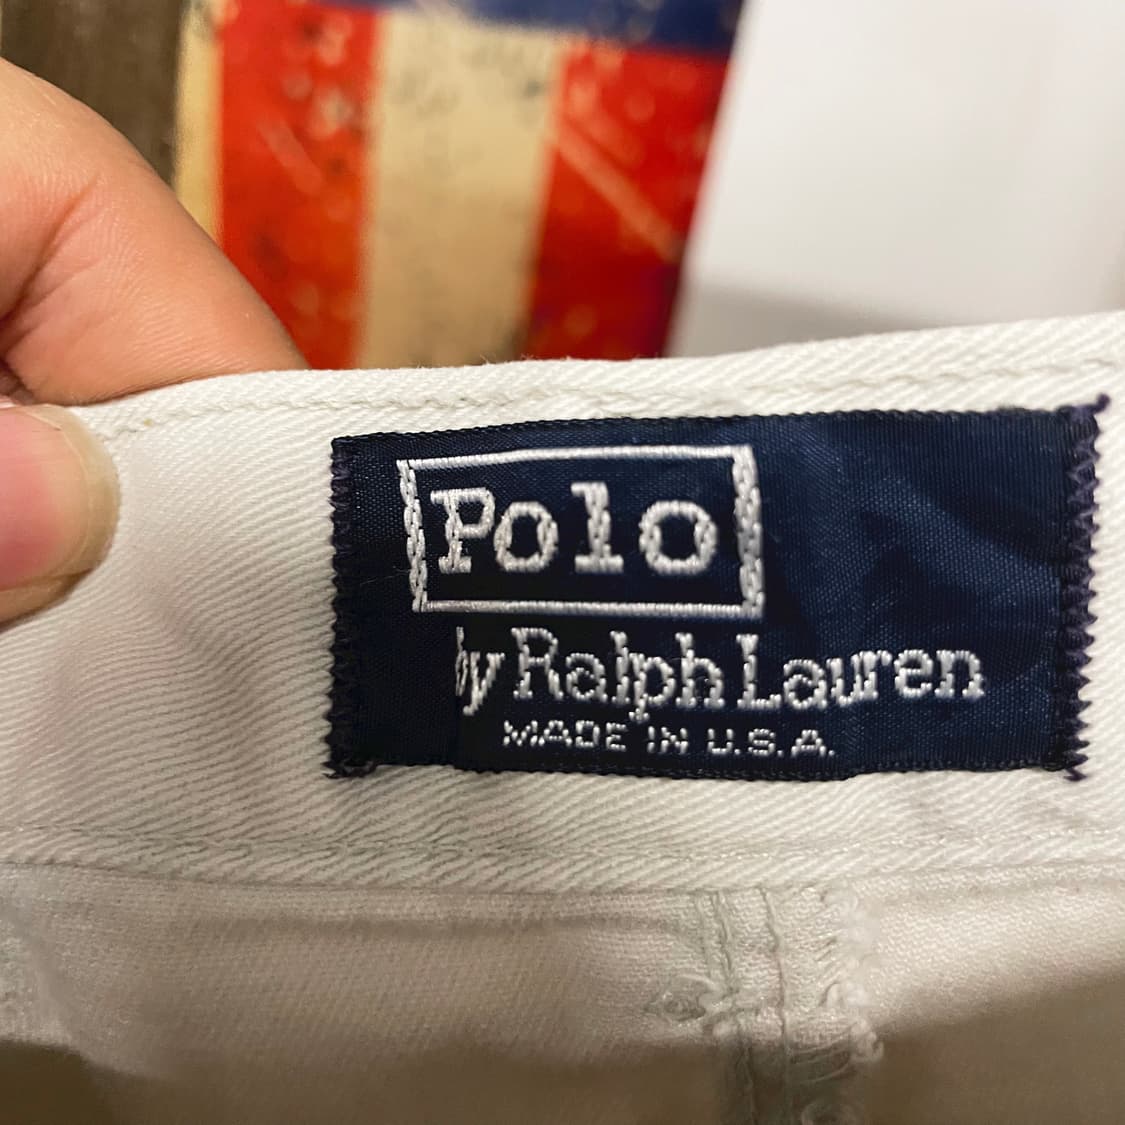 Polo
by Ralph Lauren
MADE IN U.S.A.